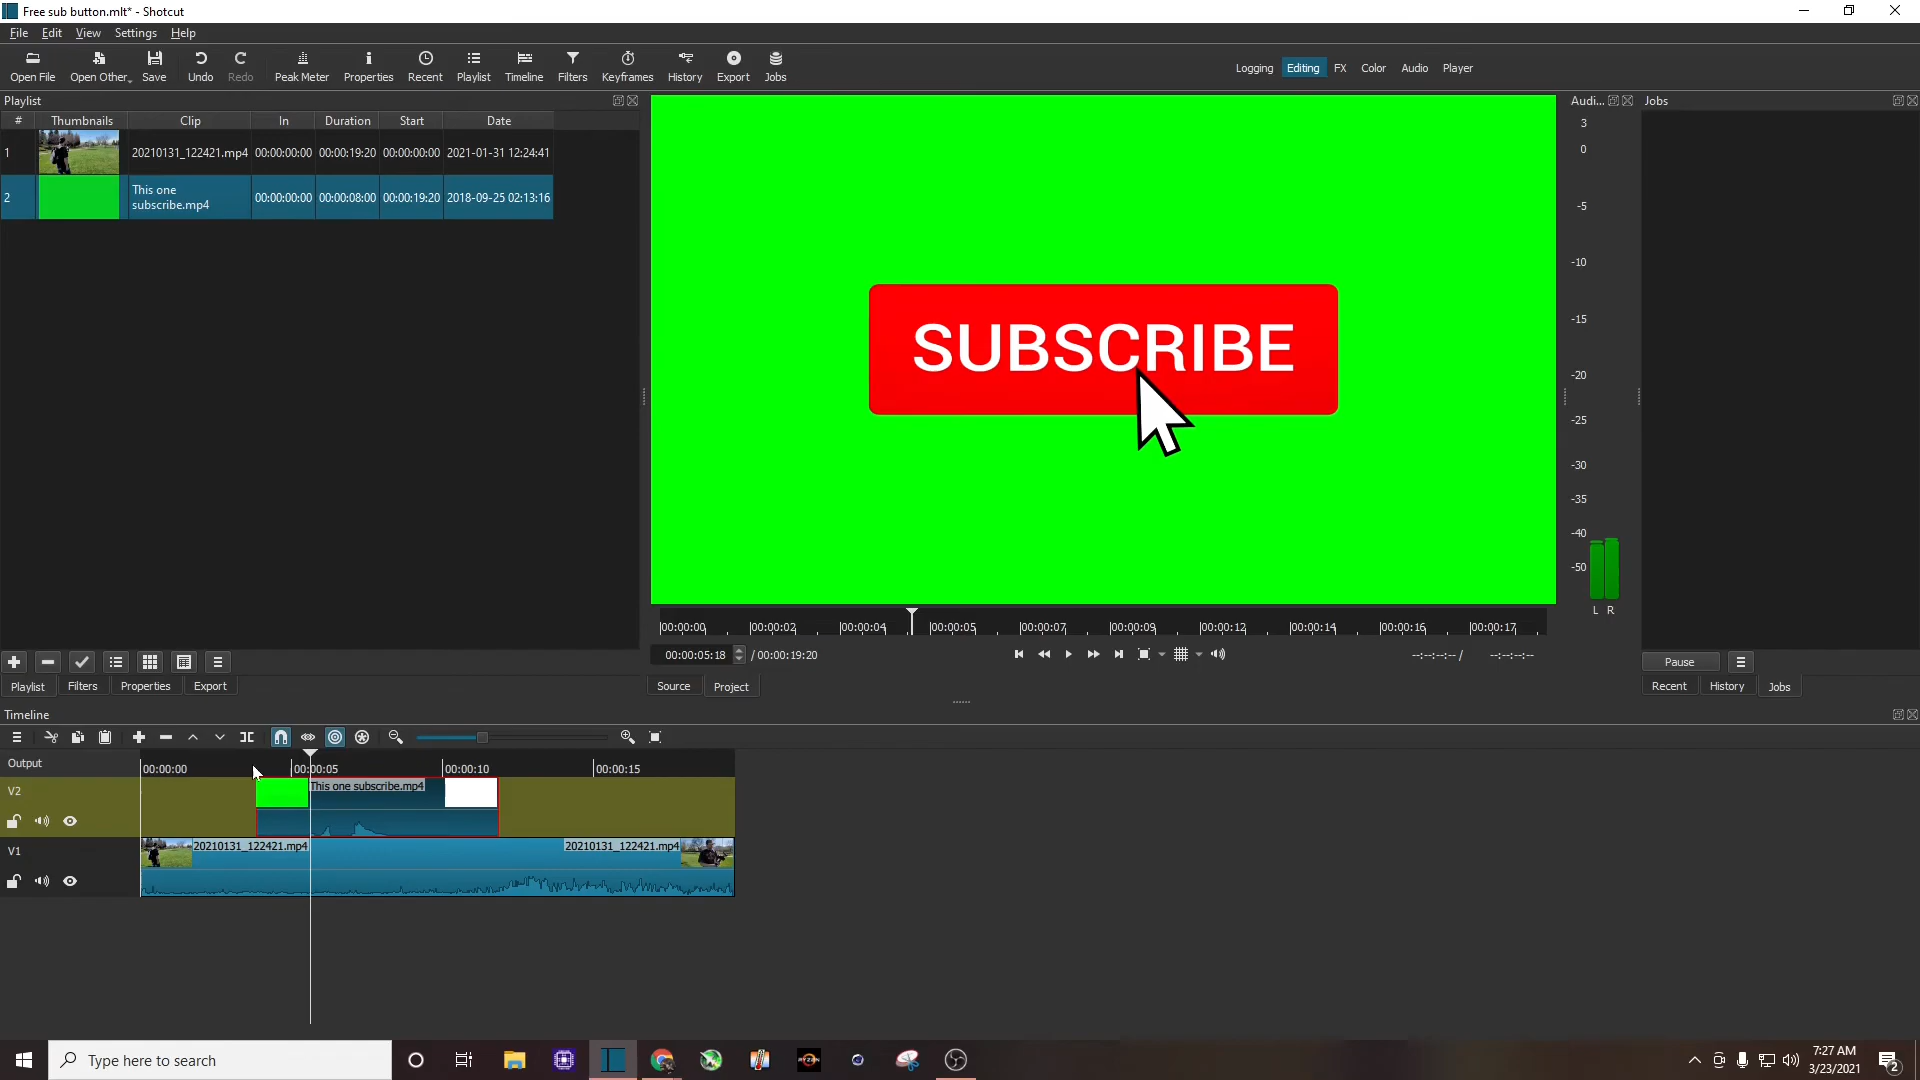 Free sub button.mlt* - Shotcut
File Edit View Settings Help
Open File Open Other... Save Undo Redo Peak Meter Properties Recent Playlist Timeline Filters Keyframes History Export Jobs
Logging Editing FX Color Audio Player
Playlist
Audi...
Jobs
# Thumbnails Clip In Duration Start Date
1 20210131_122421.mp4 00:00:00:00 00:00:19:20 00:00:00:00 2021-01-31 12:24:41
2 This one subscribe.mp4 00:00:00:00 00:00:08:00 00:00:19:20 2018-09-25 02:13:16
SUBSCRIBE
3
0
-5
-10
-15
-20
-25
-30
-35
-40
-50
L R
00:00:00 00:00:02 00:00:04 00:00:05 00:00:07 00:00:09 00:00:12 00:00:14 00:00:16 00:00:17
00:00:05:18 / 00:00:19:20 --:--:--:-- / --:--:--:--
Pause
Playlist Filters Properties Export
Source Project
Recent History Jobs
Timeline
Output
00:00:00 00:00:05 00:00:10 00:00:15
V2
This one subscribe.mp4
V1
20210131_122421.mp4 20210131_122421.mp4
Type here to search
RYZEN
7:27 AM
3/23/2021
2